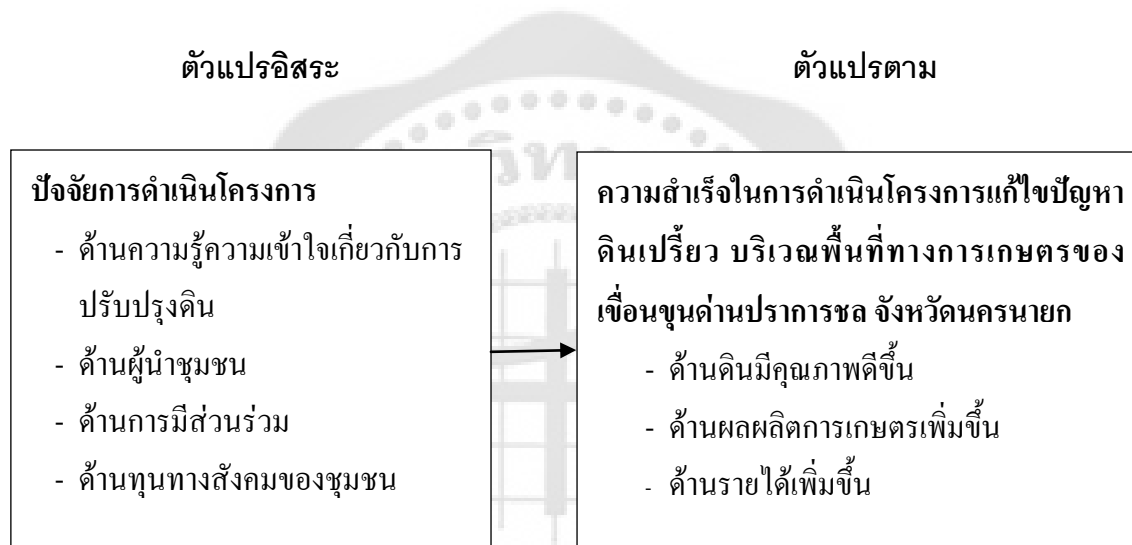 ตัวแปรอิสระ
ตัวแปรตาม
ปัจจัยการดำเนินโครงการ
- ด้านความรู้ความเข้าใจเกี่ยวกับการ
ปรับปรุงดิน
- ด้านผู้นำชุมชน
- ด้านการมีส่วนร่วม
- ด้านทุนทางสังคมของชุมชน
ความสำเร็จในการดำเนินโครงการแก้ไขปัญหา
ดินเปรี้ยว บริเวณพื้นที่ทางการเกษตรของ
เขื่อนขุนด่านปราการชล จังหวัดนครนายก
- ด้านดินมีคุณภาพดีขึ้น
- ด้านผลผลิตการเกษตรเพิ่มขึ้น
- ด้านรายได้เพิ่มขึ้น